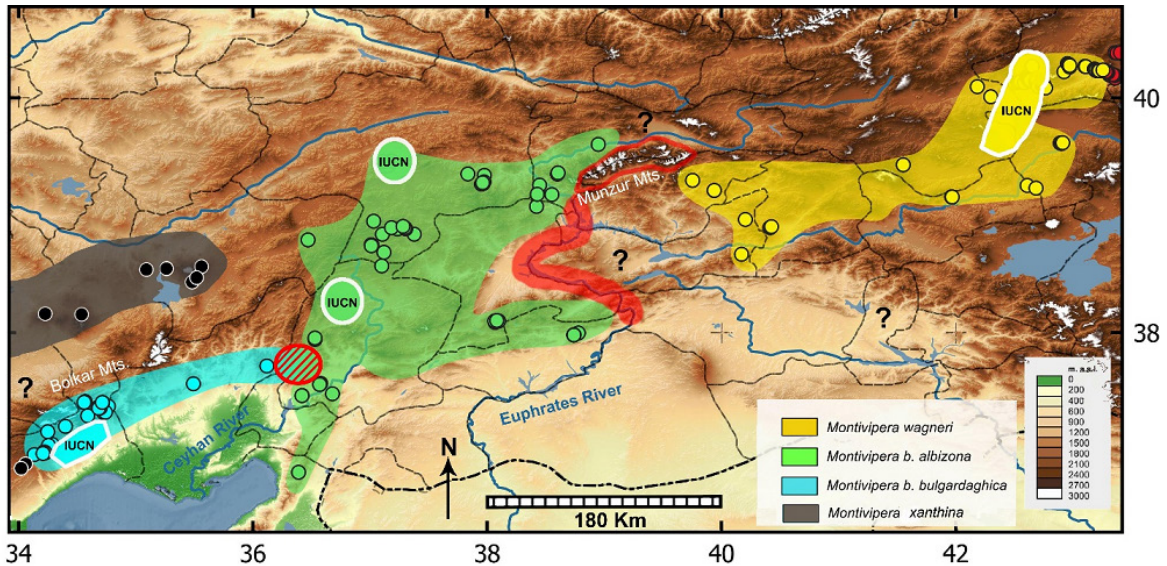 IUCN
40
?
IUCN
Munzur Mts.
?
IUCN
?
38
Bolkar Mts.
?
m. a.s.l.
0
200
400
600
900
1200
1500
1800
2100
2400
2700
3000
IUCN
Ceyhan River
Euphrates River
N
180 Km
Montivipera wagneri
Montivipera b. albizona
Montivipera b. bulgardaghica
Montivipera xanthina
34
36
38
40
42